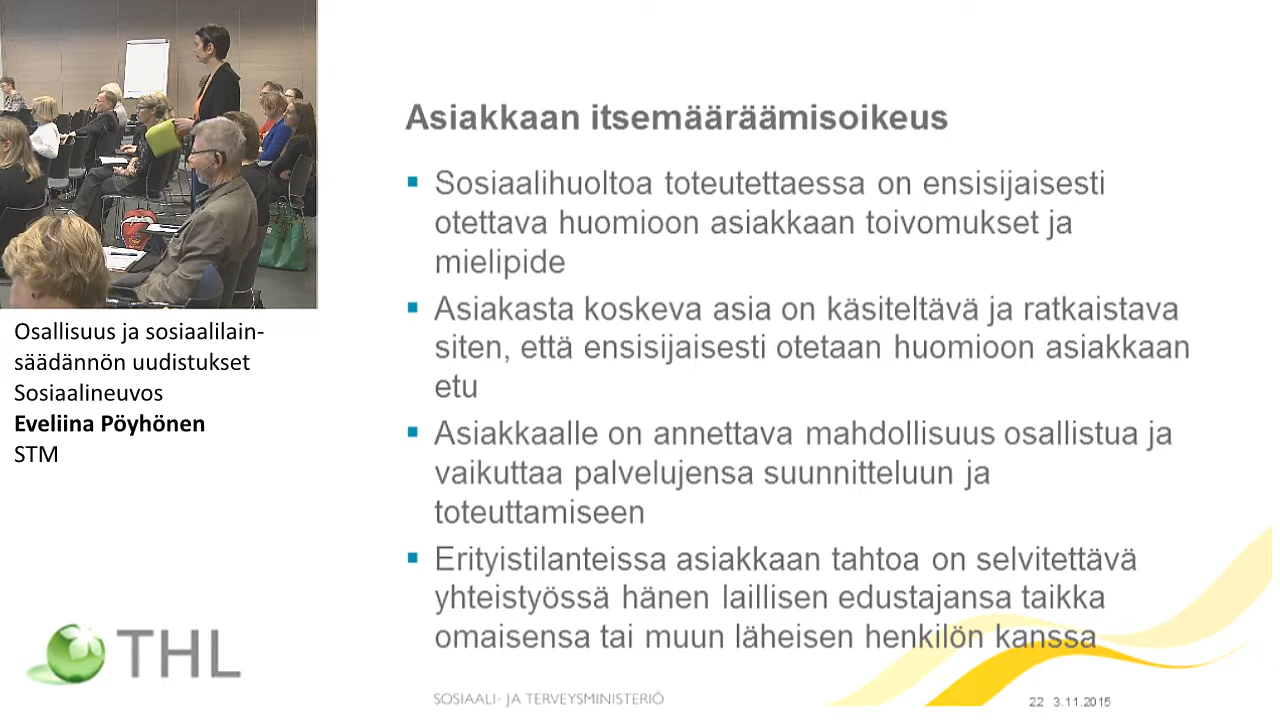 Osallisuus ja sosiaalilain-
säädännön uudistukset
Sosiaalineuvos
Eveliina Pöyhönen
STM
THL
Asiakkaan itsemääräämisoikeus
Sosiaalihuoltoa toteutettaessa on ensisijaisesti
otettava huomioon asiakkaan toivomukset ja
mielipide
Asiakasta koskeva asia on käsiteltävä ja ratkaistava
siten, että ensisijaisesti otetaan huomioon asiakkaan
etu
Asiakkaalle on annettava mahdollisuus osallistua ja
vaikuttaa palvelujensa suunnitteluun ja
toteuttamiseen
Erityistilanteissa asiakkaan tahtoa on selvitettävä
yhteistyössä hänen laillisen edustajansa taikka
omaisensa tai muun läheisen henkilön kanssa
SOSIAALI- JA TERVEYSMINISTERIÖ
22 3.11.2015